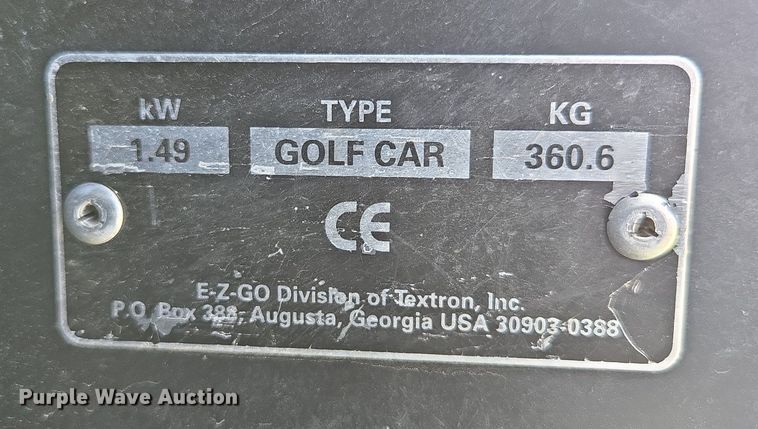 kW TYPE KG
1.49 GOLF CAR 360.6
CE
E-Z-GO Division of Textron, Inc.
P.O. Box 388, Augusta, Georgia USA 30903-0388
Purple Wave Auction